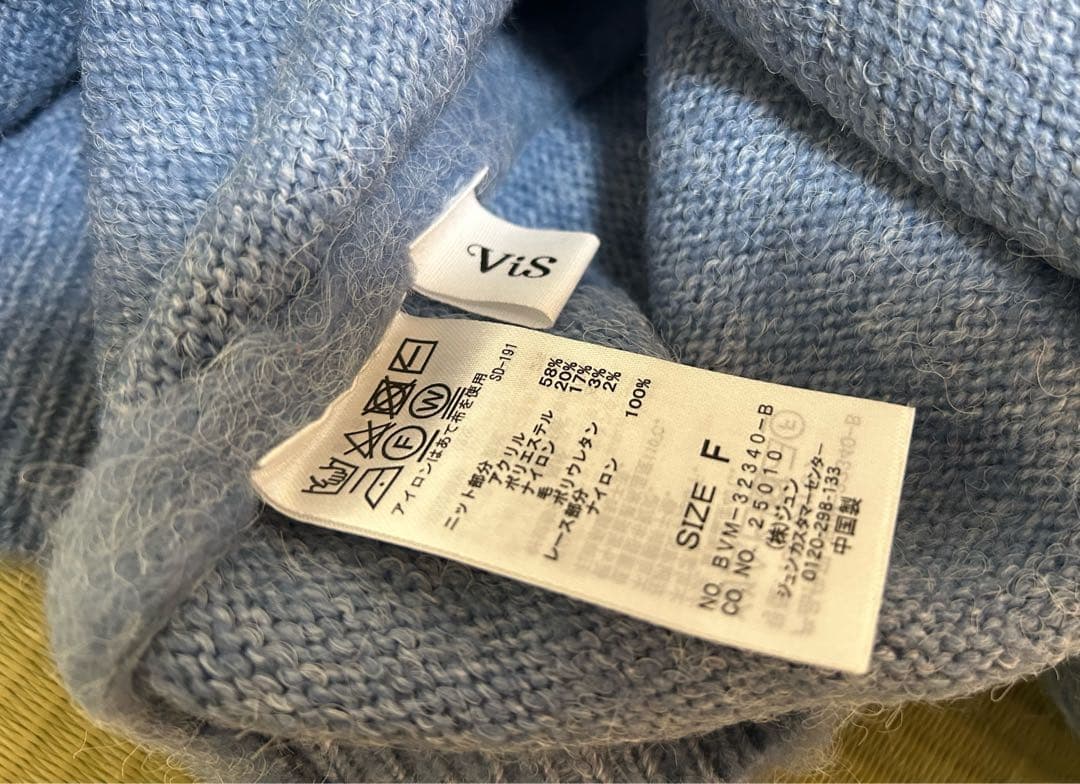 ViS
F
W
アイロンはあて布を使用
SD-191
ニット部分
アクリル 58%
ポリエステル 20%
ナイロン 17%
毛 3%
ポリウレタン 2%
レース部分
ナイロン 100%
SIZE F
NO. BVM-32340-B
CO. NO. 25010
(株)ジュン
ジュンカスタマーセンター
0120-298-133
中国製